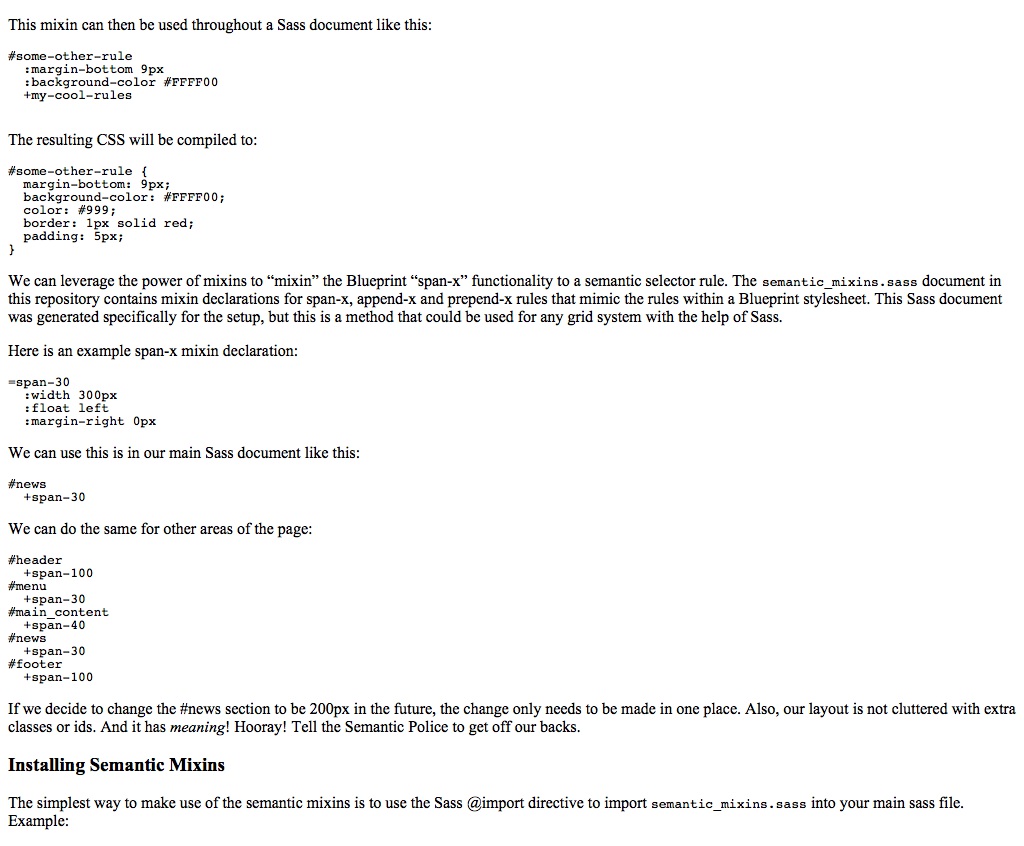 This mixin can then be used throughout a Sass document like this:
#some-other-rule
:margin-bottom 9px
:background-color #FFFF00
+my-cool-rules
The resulting CSS will be compiled to:
#some-other-rule {
margin-bottom: 9px;
background-color: #FFFF00;
color: #999;
border: 1px solid red;
padding: 5px;
}
We can leverage the power of mixins to “mixin” the Blueprint “span-x” functionality to a semantic selector rule. The semantic_mixins.sass document in
this repository contains mixin declarations for span-x, append-x and prepend-x rules that mimic the rules within a Blueprint stylesheet. This Sass document
was generated specifically for the setup, but this is a method that could be used for any grid system with the help of Sass.
Here is an example span-x mixin declaration:
=span-30
:width 300px
:float left
:margin-right 0px
We can use this is in our main Sass document like this:
#news
+span-30
We can do the same for other areas of the page:
#header
+span-100
#menu
+span-30
#main_content
+span-40
#news
+span-30
#footer
+span-100
If we decide to change the #news section to be 200px in the future, the change only needs to be made in one place. Also, our layout is not cluttered with extra
classes or ids. And it has meaning! Hooray! Tell the Semantic Police to get off our backs.
Installing Semantic Mixins
The simplest way to make use of the semantic mixins is to use the Sass @import directive to import semantic_mixins.sass into your main sass file.
Example: